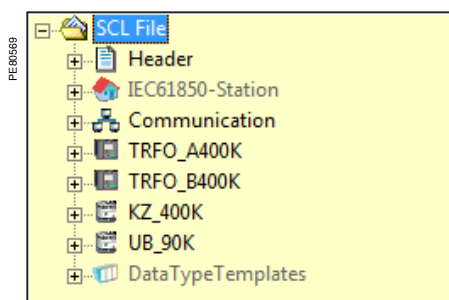 PE80569
SCL File
Header
IEC61850-Station
Communication
TRFO_A400K
TRFO_B400K
KZ_400K
UB_90K
DataTypeTemplates